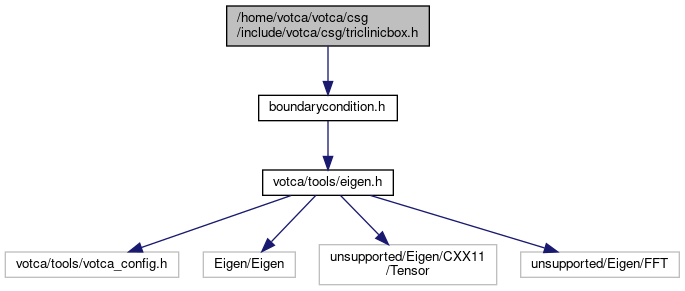 /home/votca/votca/csg
/include/votca/csg/triclinicbox.h
boundarycondition.h
votca/tools/eigen.h
votca/tools/votca_config.h
Eigen/Eigen
unsupported/Eigen/CXX11
/Tensor
unsupported/Eigen/FFT